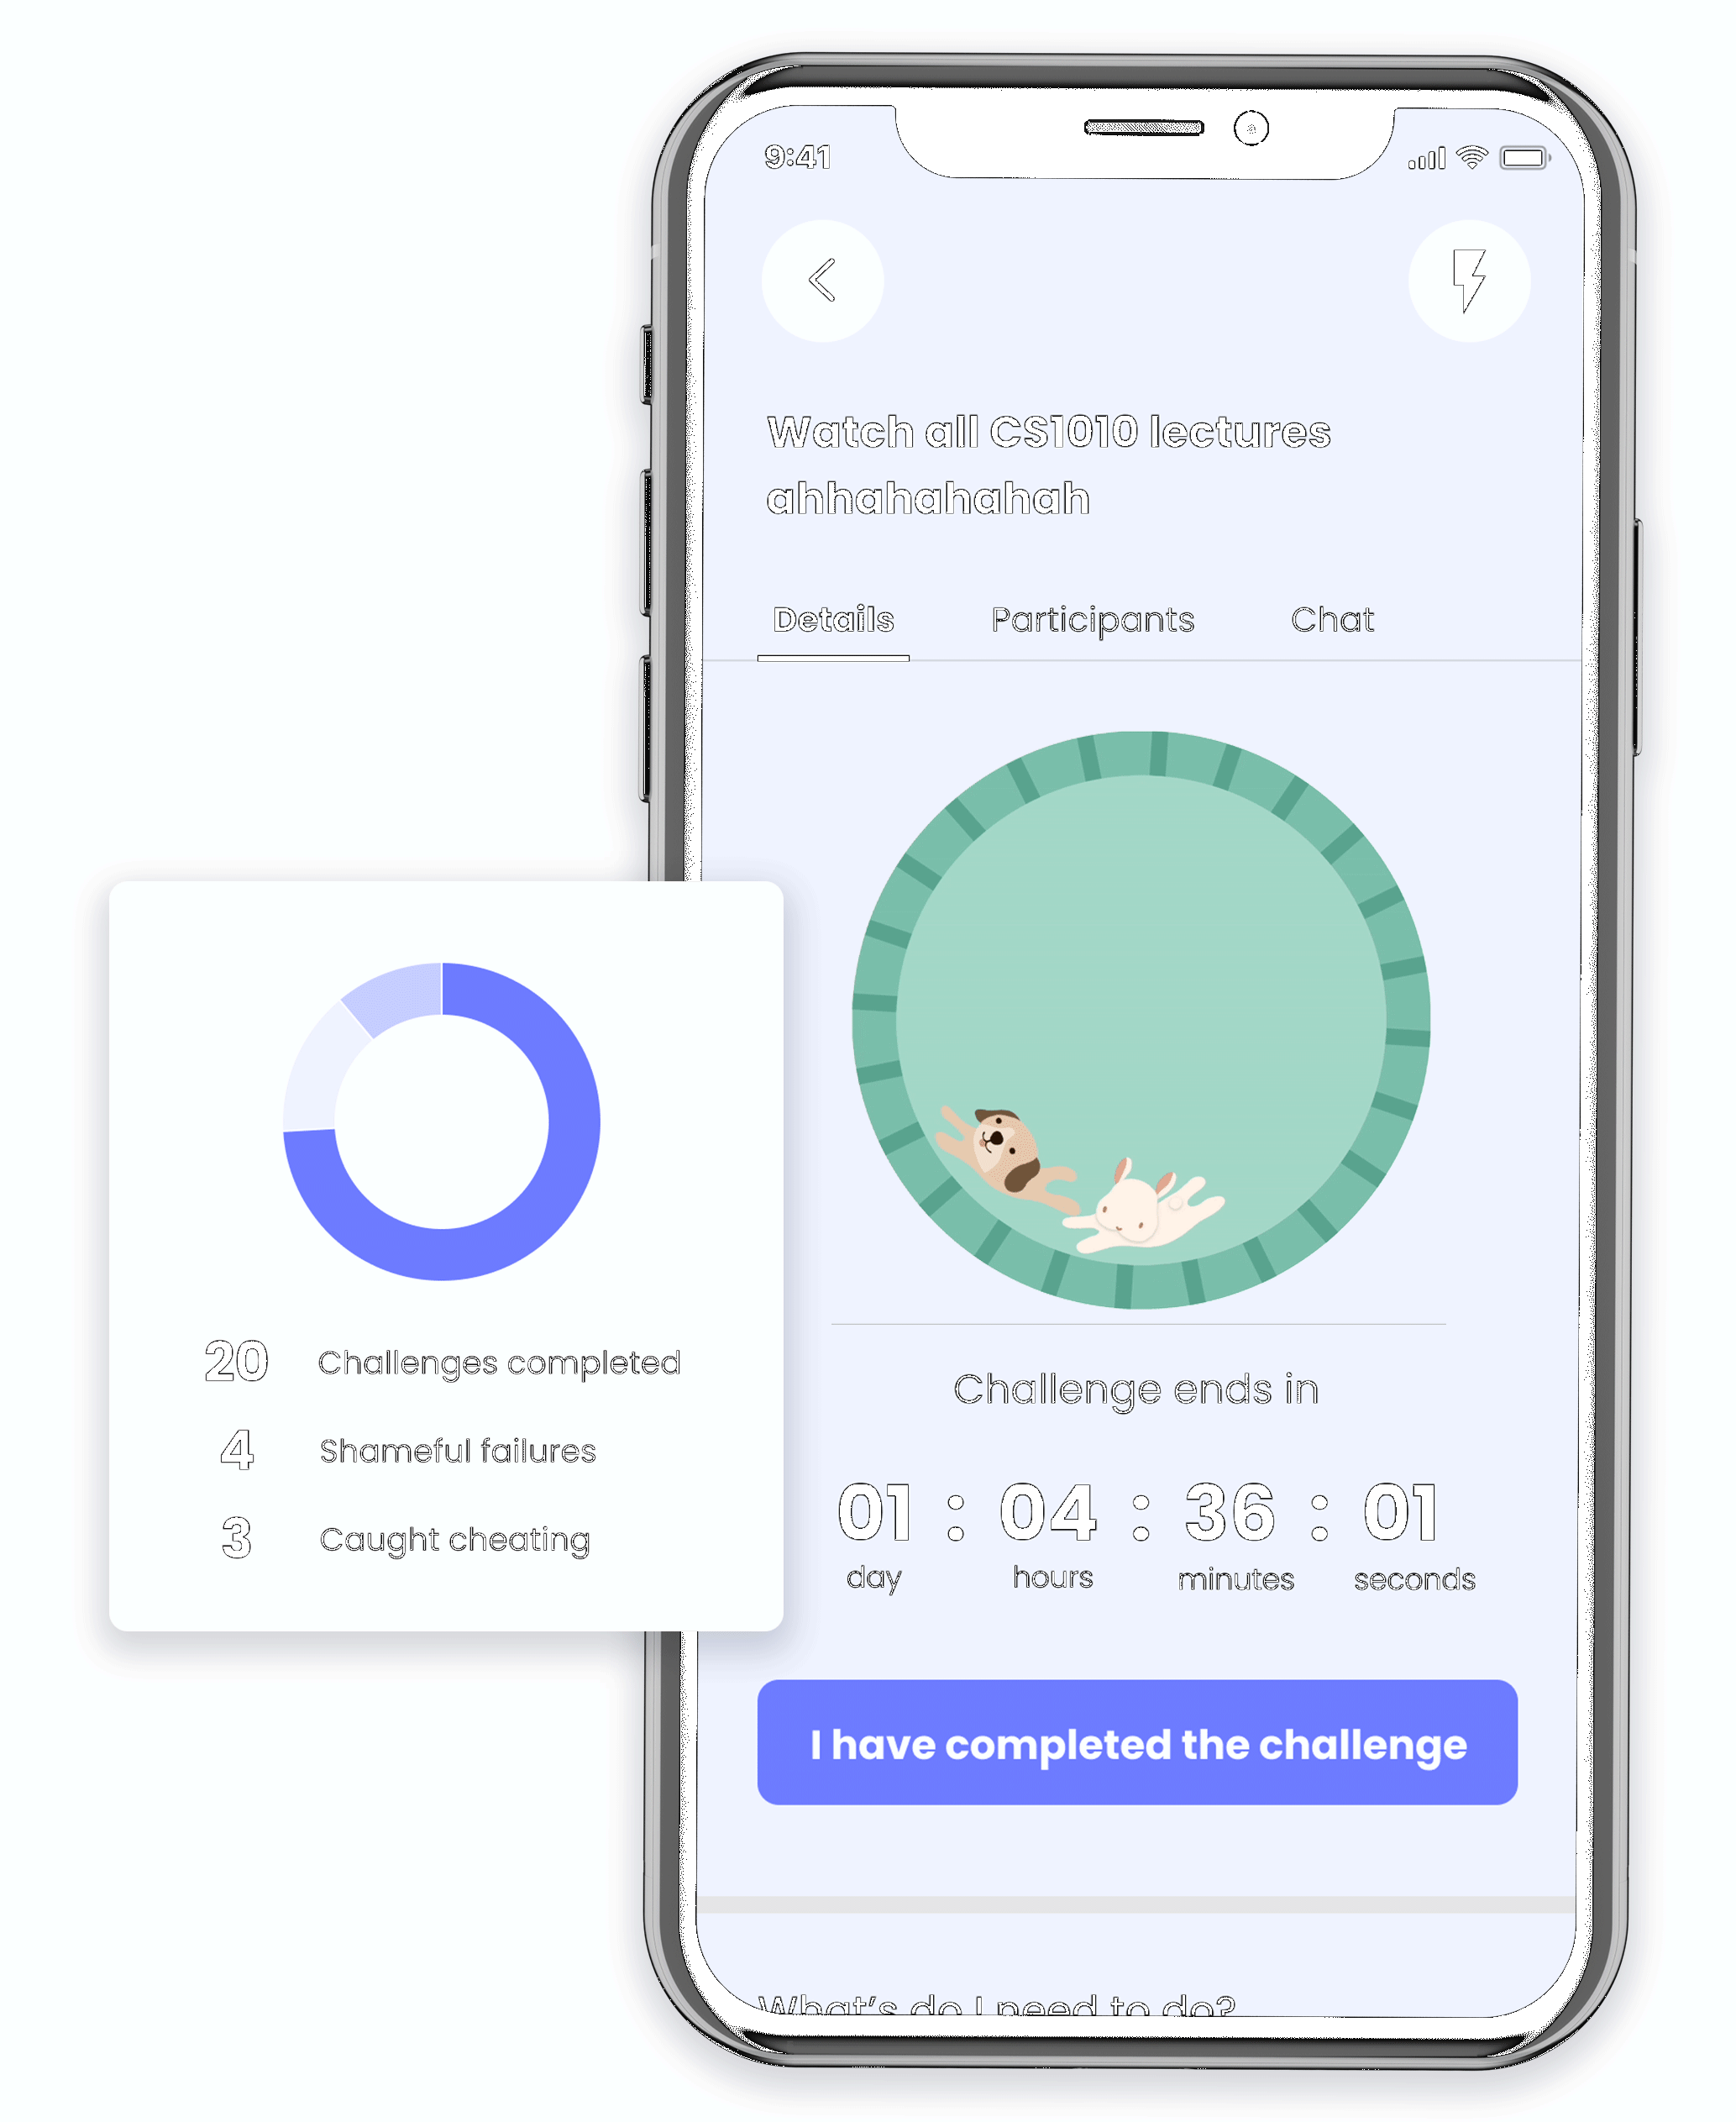 9:41
Watch all CS1010 lectures
ahhahahahah
Details Participants Chat
20 Challenges completed
4 Shameful failures
3 Caught cheating
Challenge ends in
01 : 04 : 36 : 01
day hours minutes seconds
I have completed the challenge
What's do I need to do?